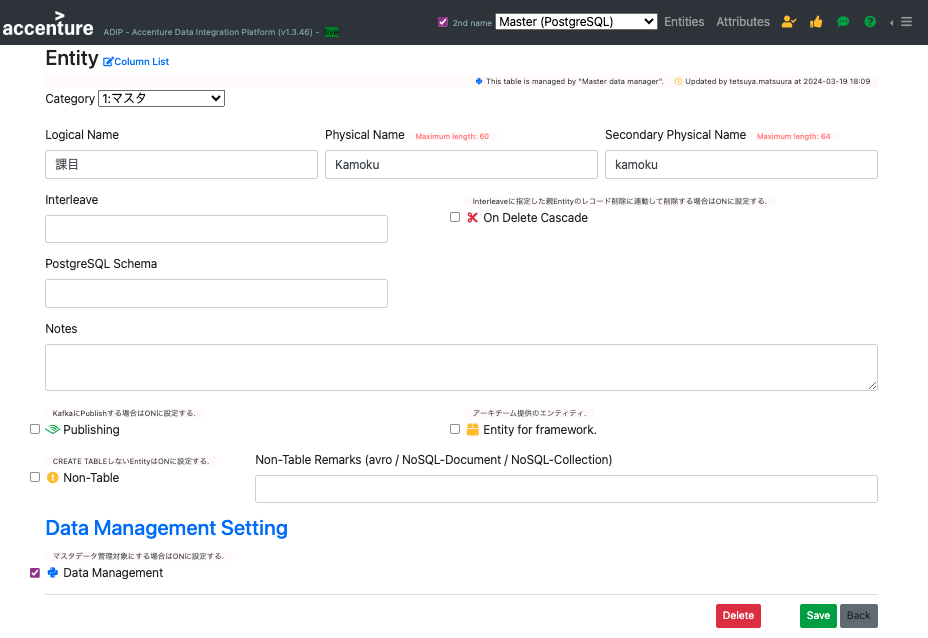 accenture
ADIP - Accenture Data Integration Platform (v1.3.46) - live
2nd name Master (PostgreSQL) Entities Attributes
Entity Column List
This table is managed by "Master data manager". Updated by tetsuya.matsuura at 2024-03-19 18:09
Category 1:マスタ
Logical Name Physical Name Maximum length: 60 Secondary Physical Name Maximum length: 64
課目 Kamoku kamoku
Interleave Interleaveに指定した親Entityのレコード削除に連動して削除する場合はONに設定する.
On Delete Cascade
PostgreSQL Schema
Notes
KafkaにPublishする場合はONに設定する. アーキチーム提供のエンティティ.
Publishing Entity for framework.
CREATE TABLEしないEntityはONに設定する. Non-Table Remarks (avro / NoSQL-Document / NoSQL-Collection)
Non-Table
Data Management Setting
マスタデータ管理対象にする場合はONに設定する.
Data Management
Delete Save Back